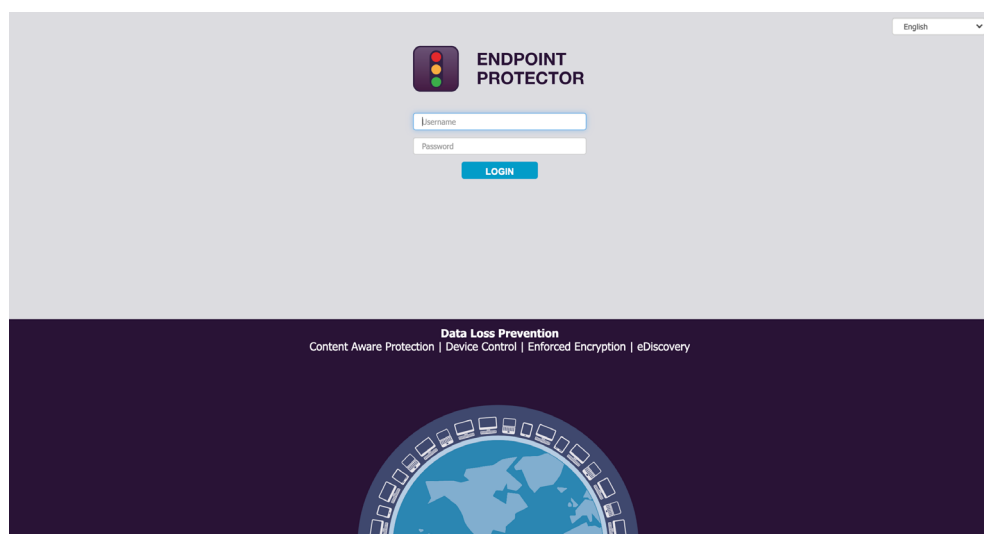 English
ENDPOINT
PROTECTOR
Username
Password
LOGIN
Data Loss Prevention
Content Aware Protection | Device Control | Enforced Encryption | eDiscovery